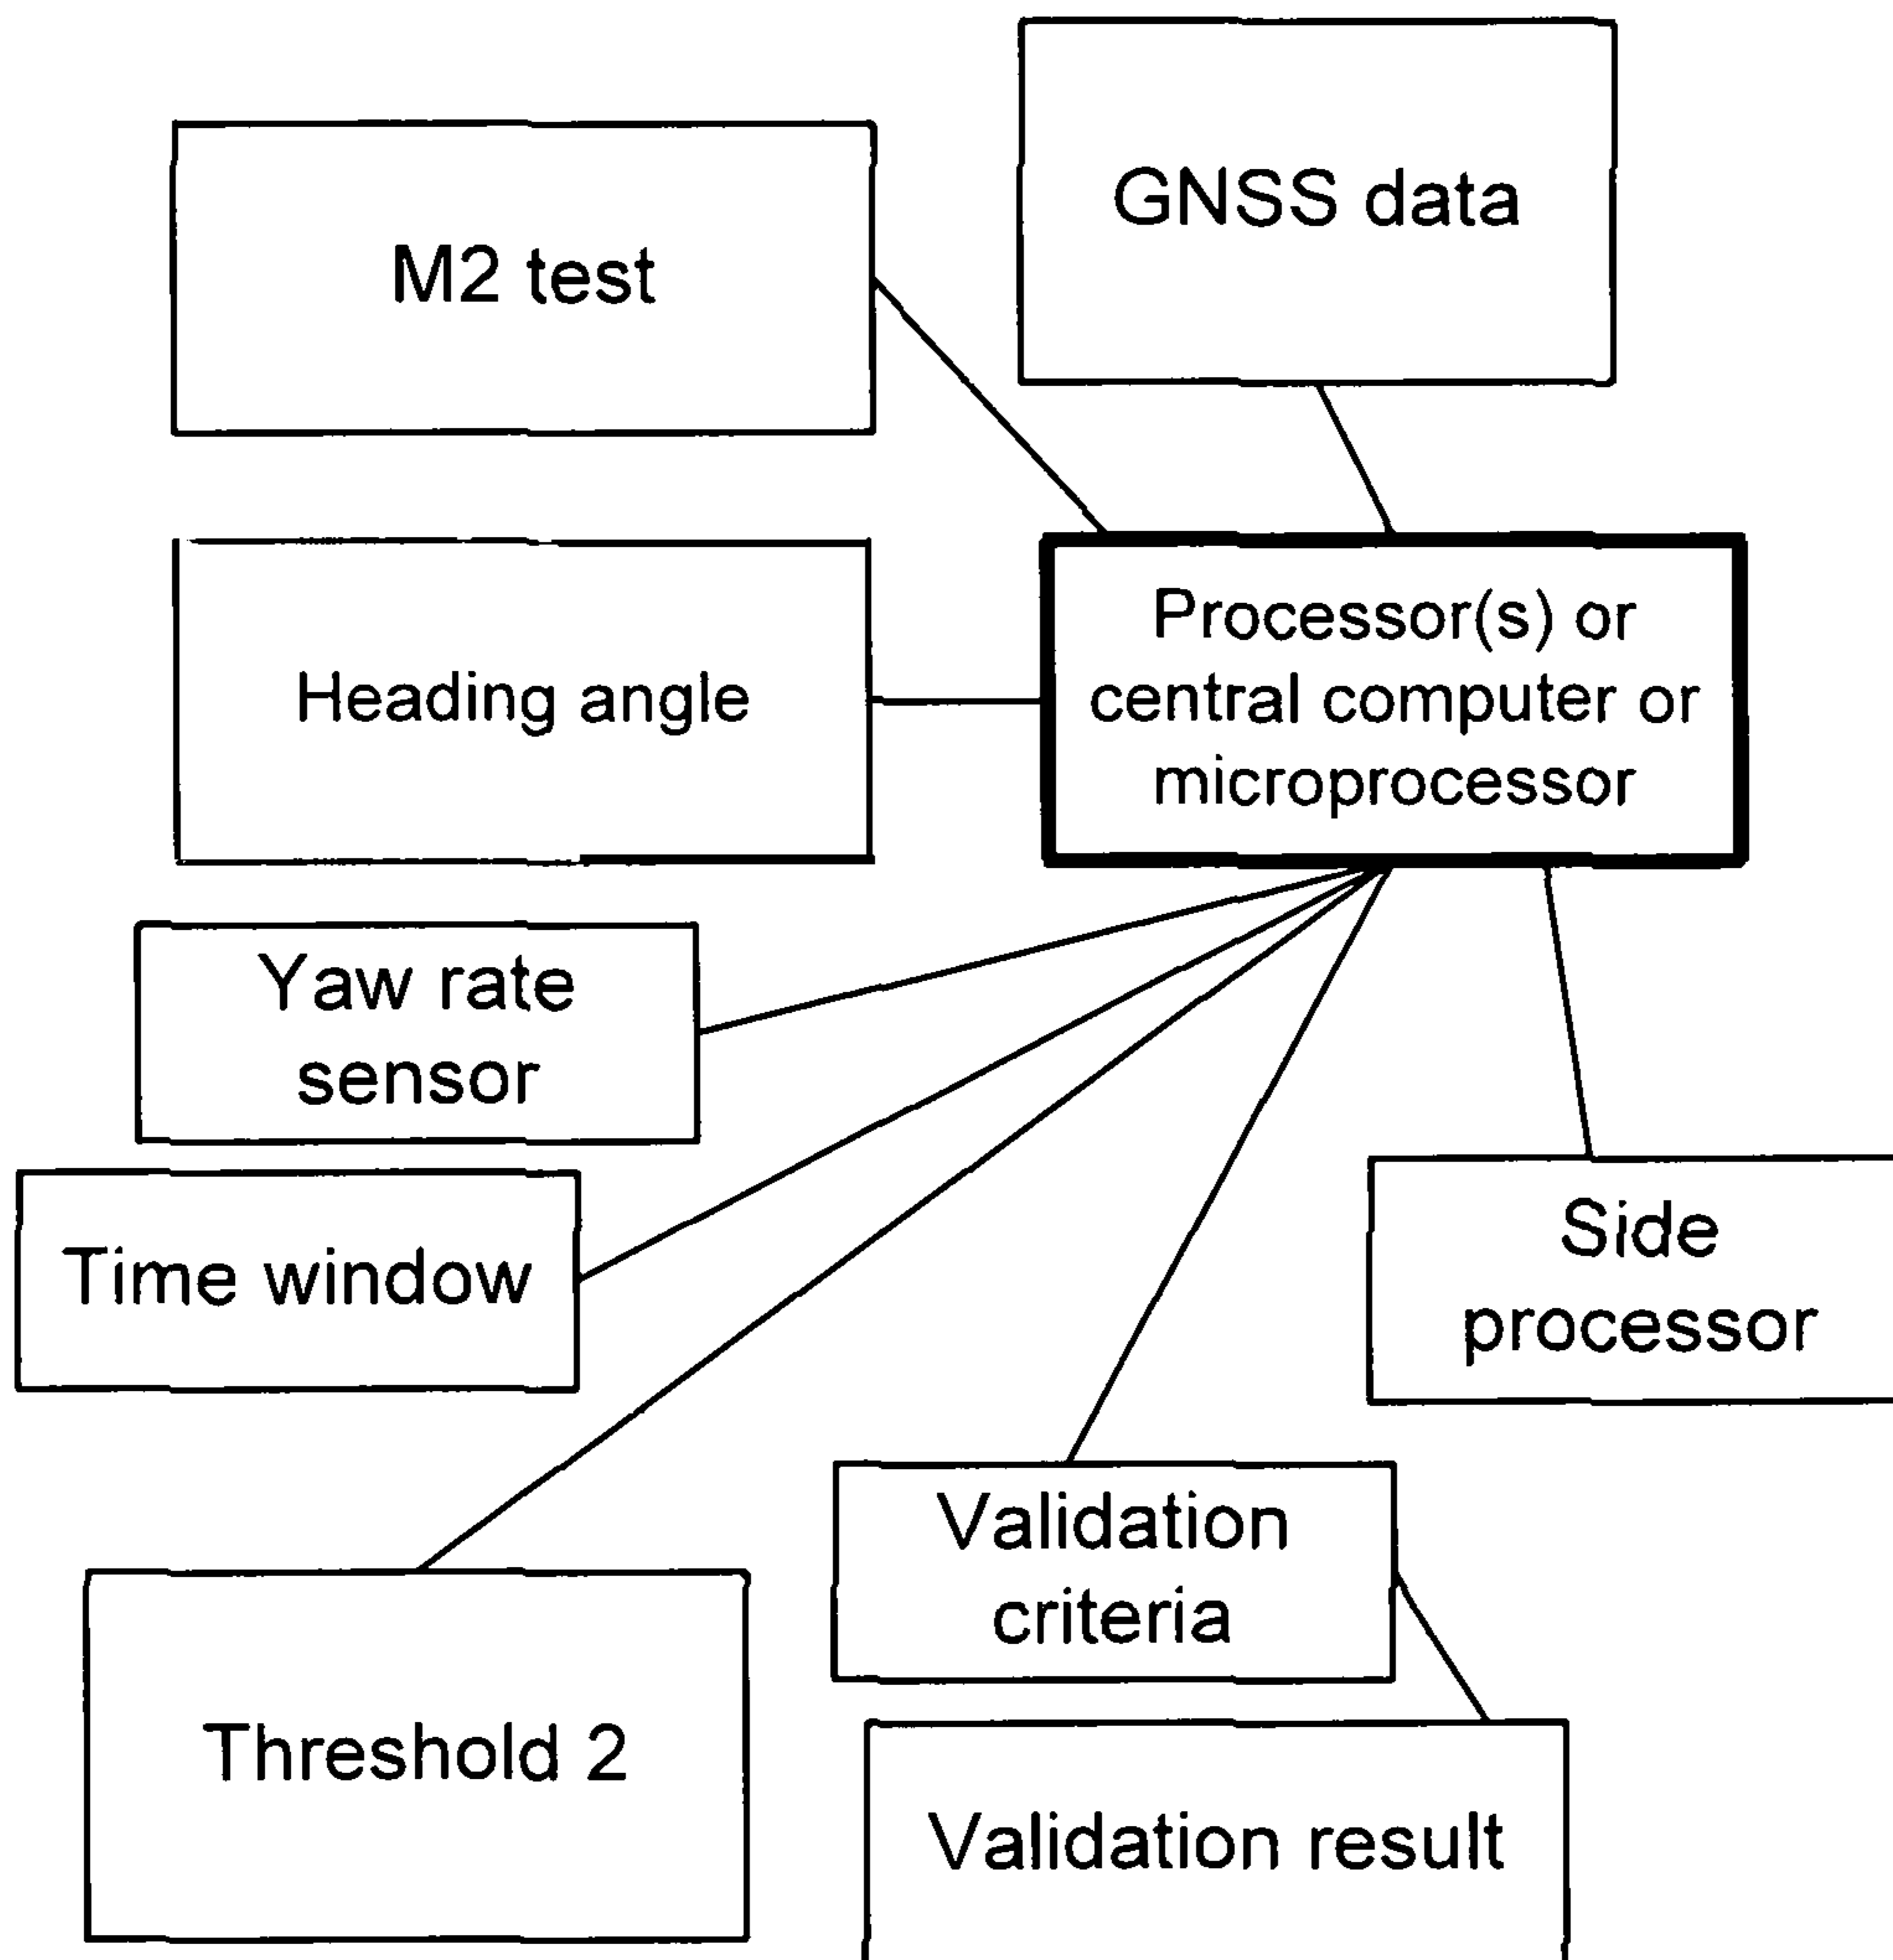 GNSS data
M2 test
Processor(s) or
central computer or
microprocessor
Heading angle
Yaw rate
sensor
Time window
Side
processor
Validation
criteria
Threshold 2
Validation result